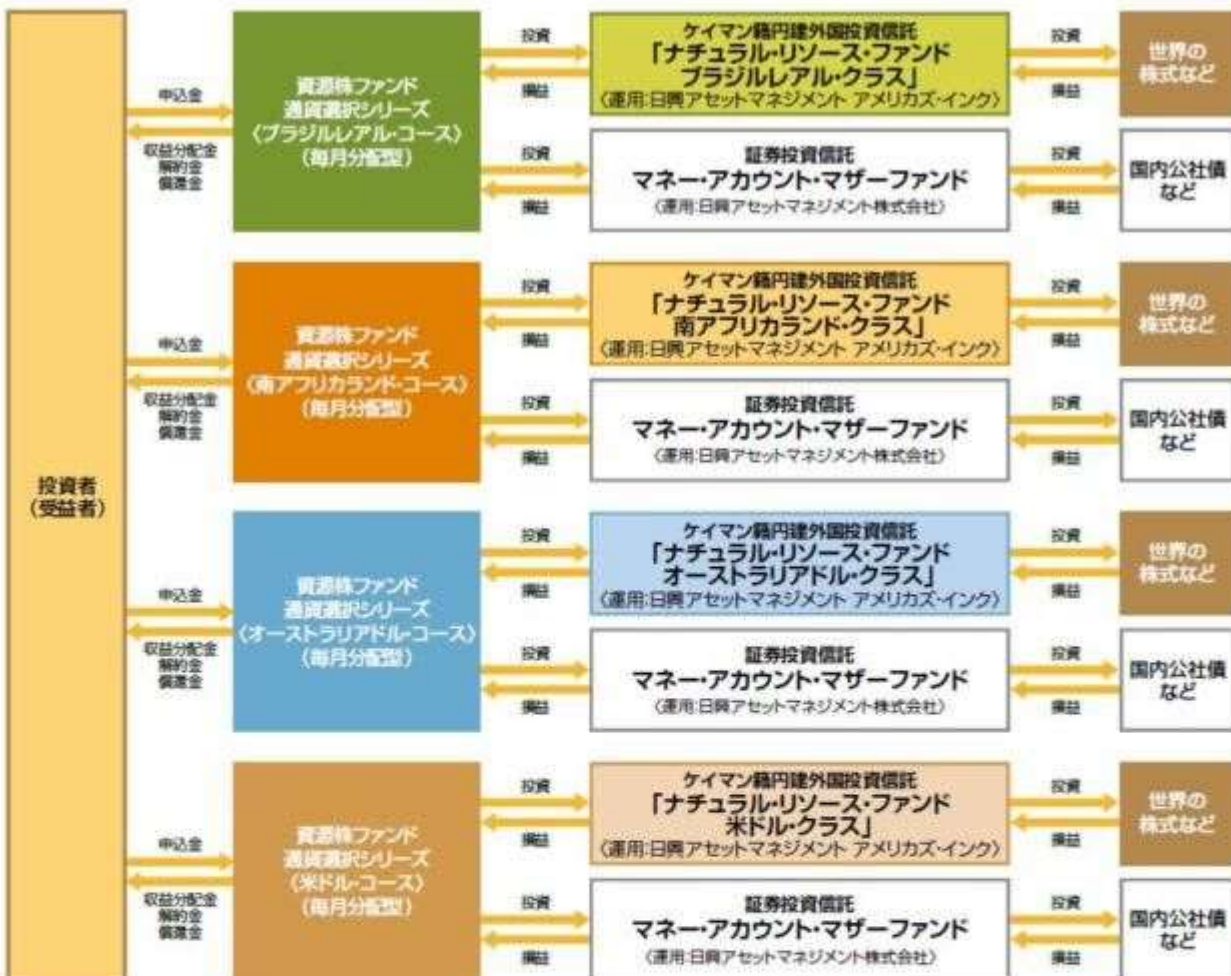 投資者
(受益者)
申込金
収益分配金
解約金
償還金
資源株ファンド
通貨選択シリーズ
〈ブラジルレアル・コース〉
(毎月分配型)
投資
損益
ケイマン籍円建外国投資信託
「ナチュラル・リソース・ファンド
ブラジルレアル・クラス」
〈運用:日興アセットマネジメント アメリカズ・インク〉
投資
損益
世界の
株式など
投資
損益
証券投資信託
マネー・アカウント・マザーファンド
〈運用:日興アセットマネジメント株式会社〉
投資
損益
国内公社債
など
申込金
収益分配金
解約金
償還金
資源株ファンド
通貨選択シリーズ
〈南アフリカランド・コース〉
(毎月分配型)
投資
損益
ケイマン籍円建外国投資信託
「ナチュラル・リソース・ファンド
南アフリカランド・クラス」
〈運用:日興アセットマネジメント アメリカズ・インク〉
投資
損益
世界の
株式など
投資
損益
証券投資信託
マネー・アカウント・マザーファンド
〈運用:日興アセットマネジメント株式会社〉
投資
損益
国内公社債
など
申込金
収益分配金
解約金
償還金
資源株ファンド
通貨選択シリーズ
〈オーストラリアドル・コース〉
(毎月分配型)
投資
損益
ケイマン籍円建外国投資信託
「ナチュラル・リソース・ファンド
オーストラリアドル・クラス」
〈運用:日興アセットマネジメント アメリカズ・インク〉
投資
損益
世界の
株式など
投資
損益
証券投資信託
マネー・アカウント・マザーファンド
〈運用:日興アセットマネジメント株式会社〉
投資
損益
国内公社債
など
申込金
収益分配金
解約金
償還金
資源株ファンド
通貨選択シリーズ
〈米ドル・コース〉
(毎月分配型)
投資
損益
ケイマン籍円建外国投資信託
「ナチュラル・リソース・ファンド
米ドル・クラス」
〈運用:日興アセットマネジメント アメリカズ・インク〉
投資
損益
世界の
株式など
投資
損益
証券投資信託
マネー・アカウント・マザーファンド
〈運用:日興アセットマネジメント株式会社〉
投資
損益
国内公社債
など